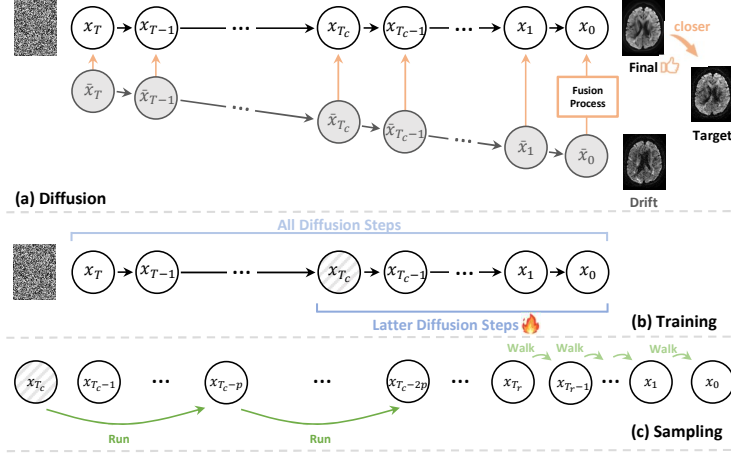 x_T x_{T−1} ... x_{T_c} x_{T_c−1} ... x_1 x_0
closer
Final
Target
x̄_T x̄_{T−1} ... x̄_{T_c} x̄_{T_c−1} ... x̄_1 x̄_0
Fusion
Process
Drift
(a) Diffusion
All Diffusion Steps
x_T x_{T−1} ... x_{T_c} x_{T_c−1} ... x_1 x_0
Latter Diffusion Steps
(b) Training
Walk Walk Walk
x_{T_c} x_{T_c−1} ... x_{T_c−p} ... x_{T_c−2p} ... x_{T_r} x_{T_r−1} ... x_1 x_0
Run Run
(c) Sampling